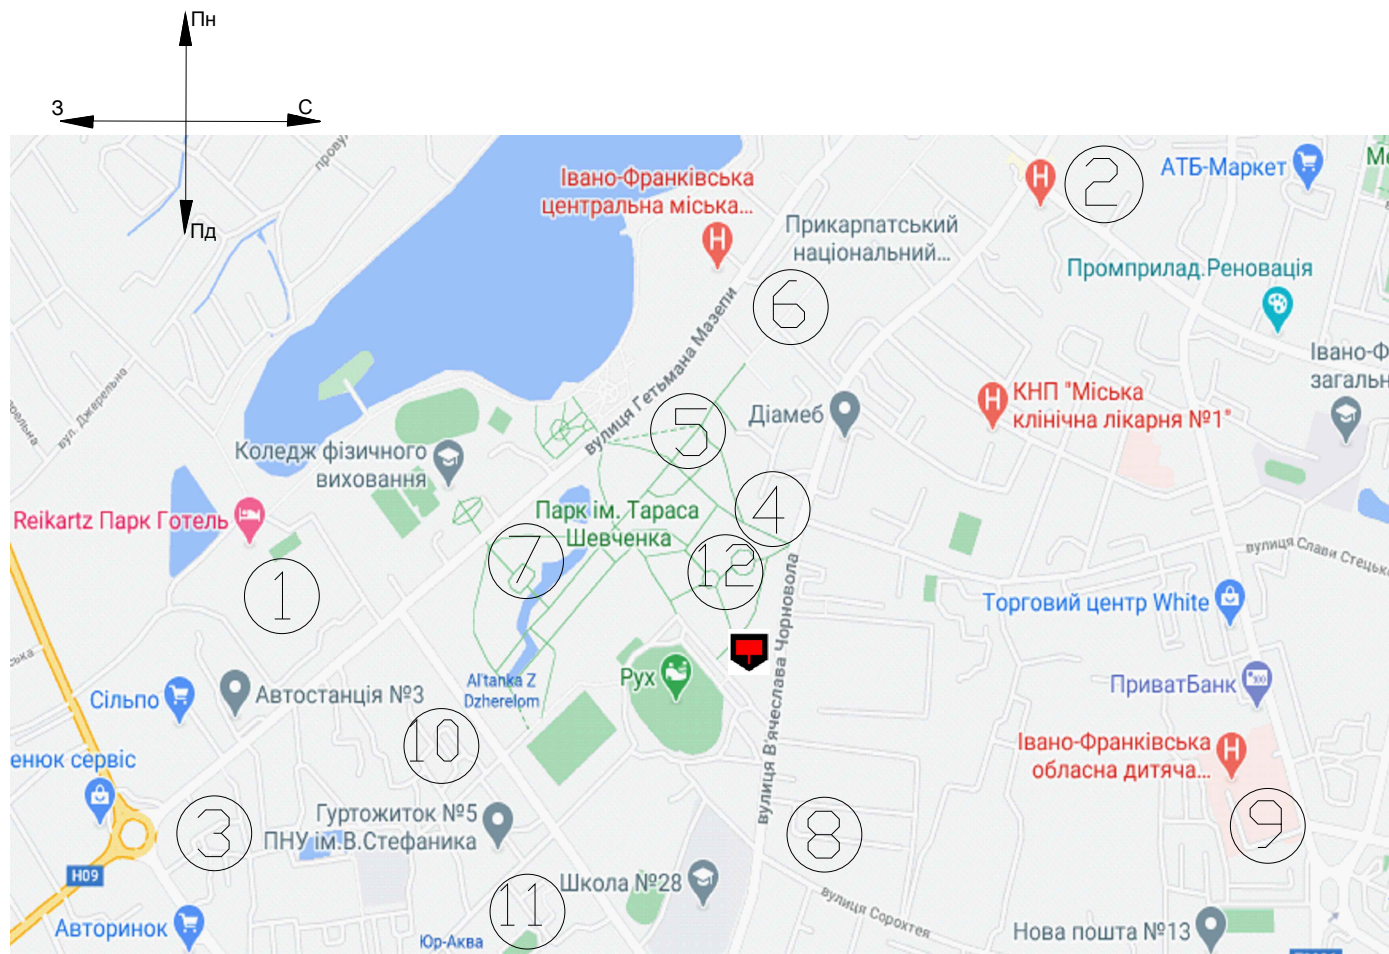 Пн
З
С
Пд
Івано-Франківська
центральна міська...
2
АТБ-Маркет
Прикарпатський
національний...
Промприлад.Реновація
6
вулиця Гетьмана Мазепи
вул. Джерельна
КНП "Міська
клінічна лікарня №1"
Діамеб
5
Коледж фізичного
виховання
Reikartz Парк Готель
Парк ім. Тараса
Шевченка
4
7
12
1
вулиця Слави
Торговий центр White
вулиця В'ячеслава Чорновола
Рух
Al'tanka Z
Dzherelom
Сільпо
Автостанція №3
ПриватБанк
10
енюк сервіс
Івано-Франківська
обласна дитяча...
Гуртожиток №5
ПНУ ім.В.Стефаника
3
8
9
H09
Школа №28
11
вулиця Сорохтея
Авторинок
Юр-Аква
Нова пошта №13